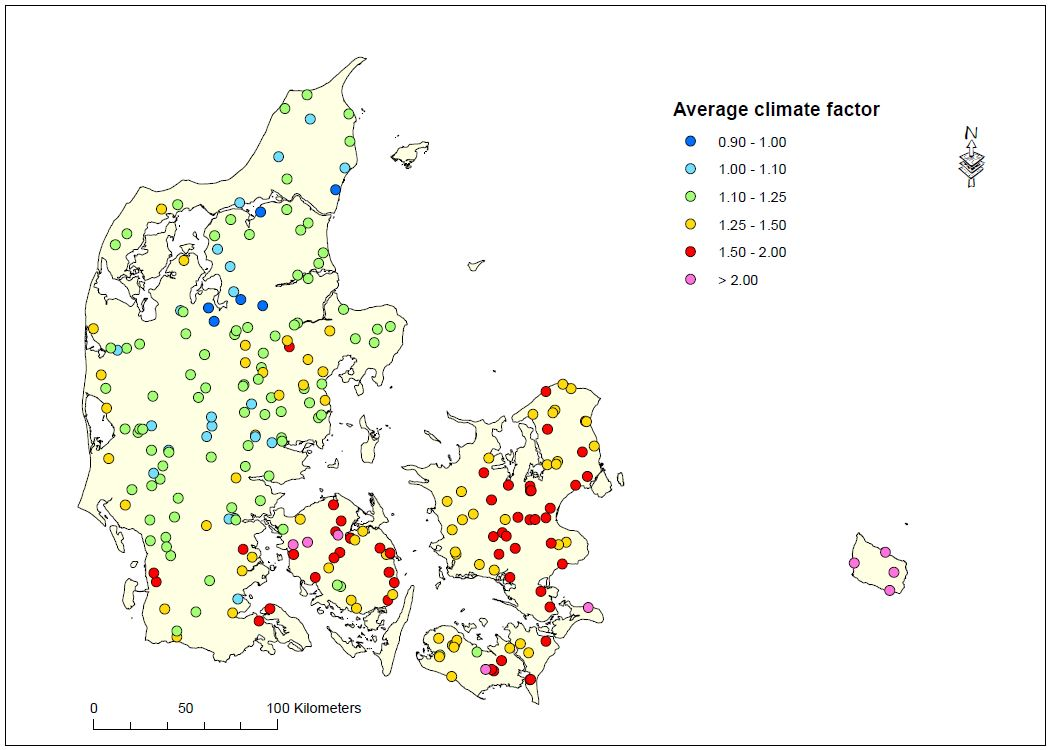 Average climate factor
N
0.90 - 1.00
1.00 - 1.10
1.10 - 1.25
1.25 - 1.50
1.50 - 2.00
> 2.00
0 50 100 Kilometers